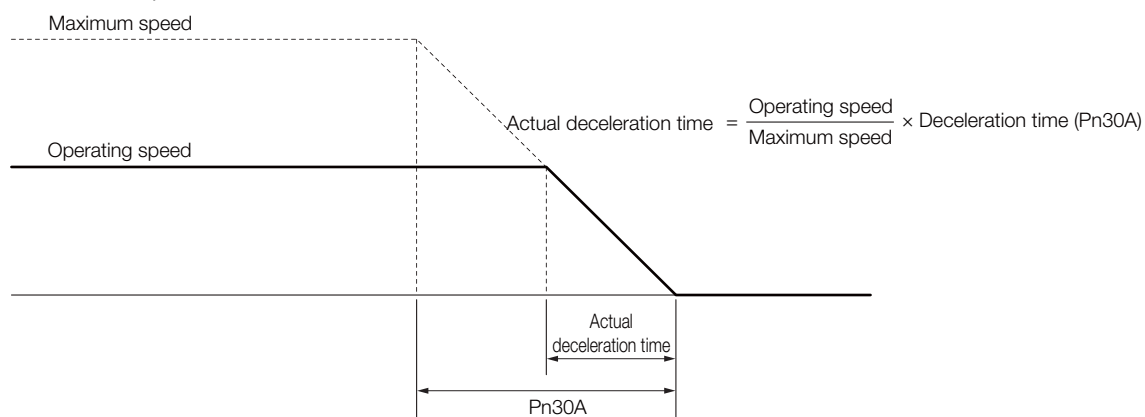 Maximum speed
Actual deceleration time = Operating speed / Maximum speed × Deceleration time (Pn30A)
Operating speed
Actual
deceleration time
Pn30A